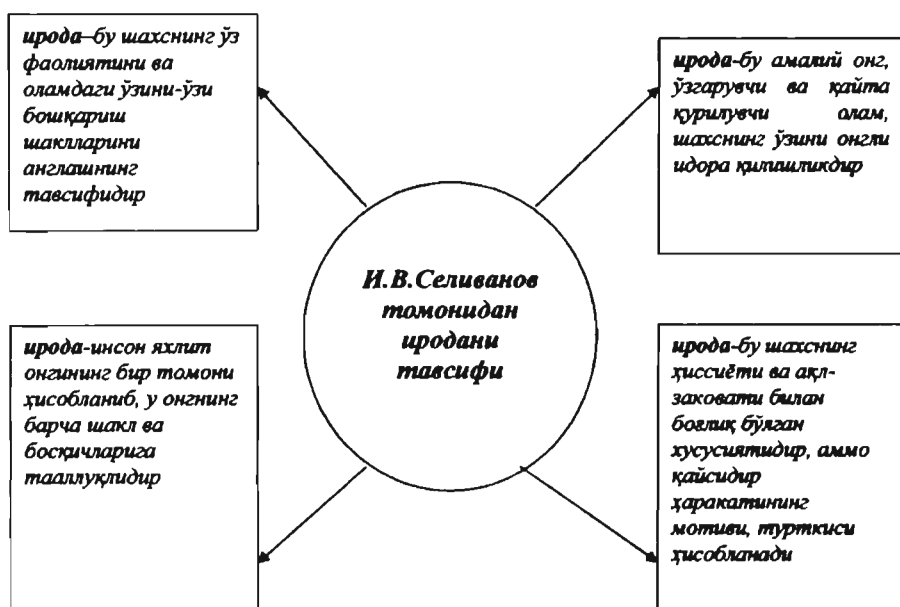 ирода–бу шахснинг ўз
фаолиятини ва
оламдаги ўзини-ўзи
бошқариш
шаклларини
англашнинг
тавсифидир
ирода-бу амалий онг,
ўзгарувчи ва қайта
қурилувчи олам,
шахснинг ўзини онгли
идора қилишликдир
И.В.Селиванов
томонидан
иродани
тавсифи
ирода-инсон яхлит
онгининг бир томони
ҳисобланиб, у онгнинг
барча шакл ва
босқичларига
тааллуқлидир
ирода-бу шахснинг
ҳиссиёти ва ақл-
заковати билан
боғлиқ бўлган
хусусиятидир, аммо
қайсидир
ҳаракатининг
мотиви, турткиси
ҳисобланади